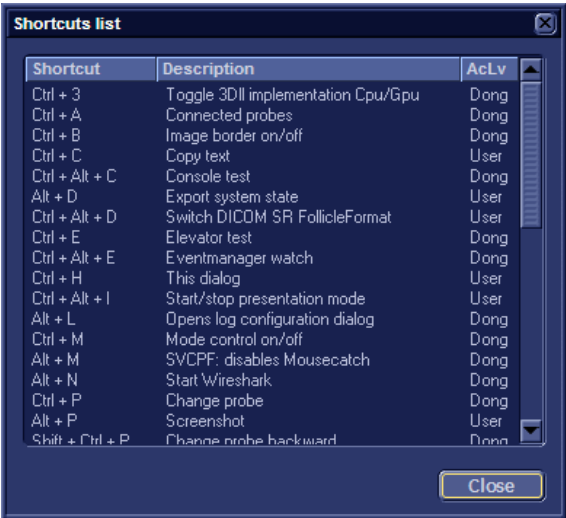 Shortcuts list
Shortcut Description AcLv
Ctrl + 3 Toggle 3DII implementation Cpu/Gpu Dong
Ctrl + A Connected probes Dong
Ctrl + B Image border on/off Dong
Ctrl + C Copy text User
Ctrl + Alt + C Console test Dong
Alt + D Export system state User
Ctrl + Alt + D Switch DICOM SR FollicleFormat User
Ctrl + E Elevator test Dong
Ctrl + Alt + E Eventmanager watch Dong
Ctrl + H This dialog User
Ctrl + Alt + I Start/stop presentation mode User
Alt + L Opens log configuration dialog Dong
Ctrl + M Mode control on/off Dong
Alt + M SVCPF: disables Mousecatch Dong
Alt + N Start Wireshark Dong
Ctrl + P Change probe Dong
Alt + P Screenshot User
Shift + Ctrl + P Change probe backward Dong
Close